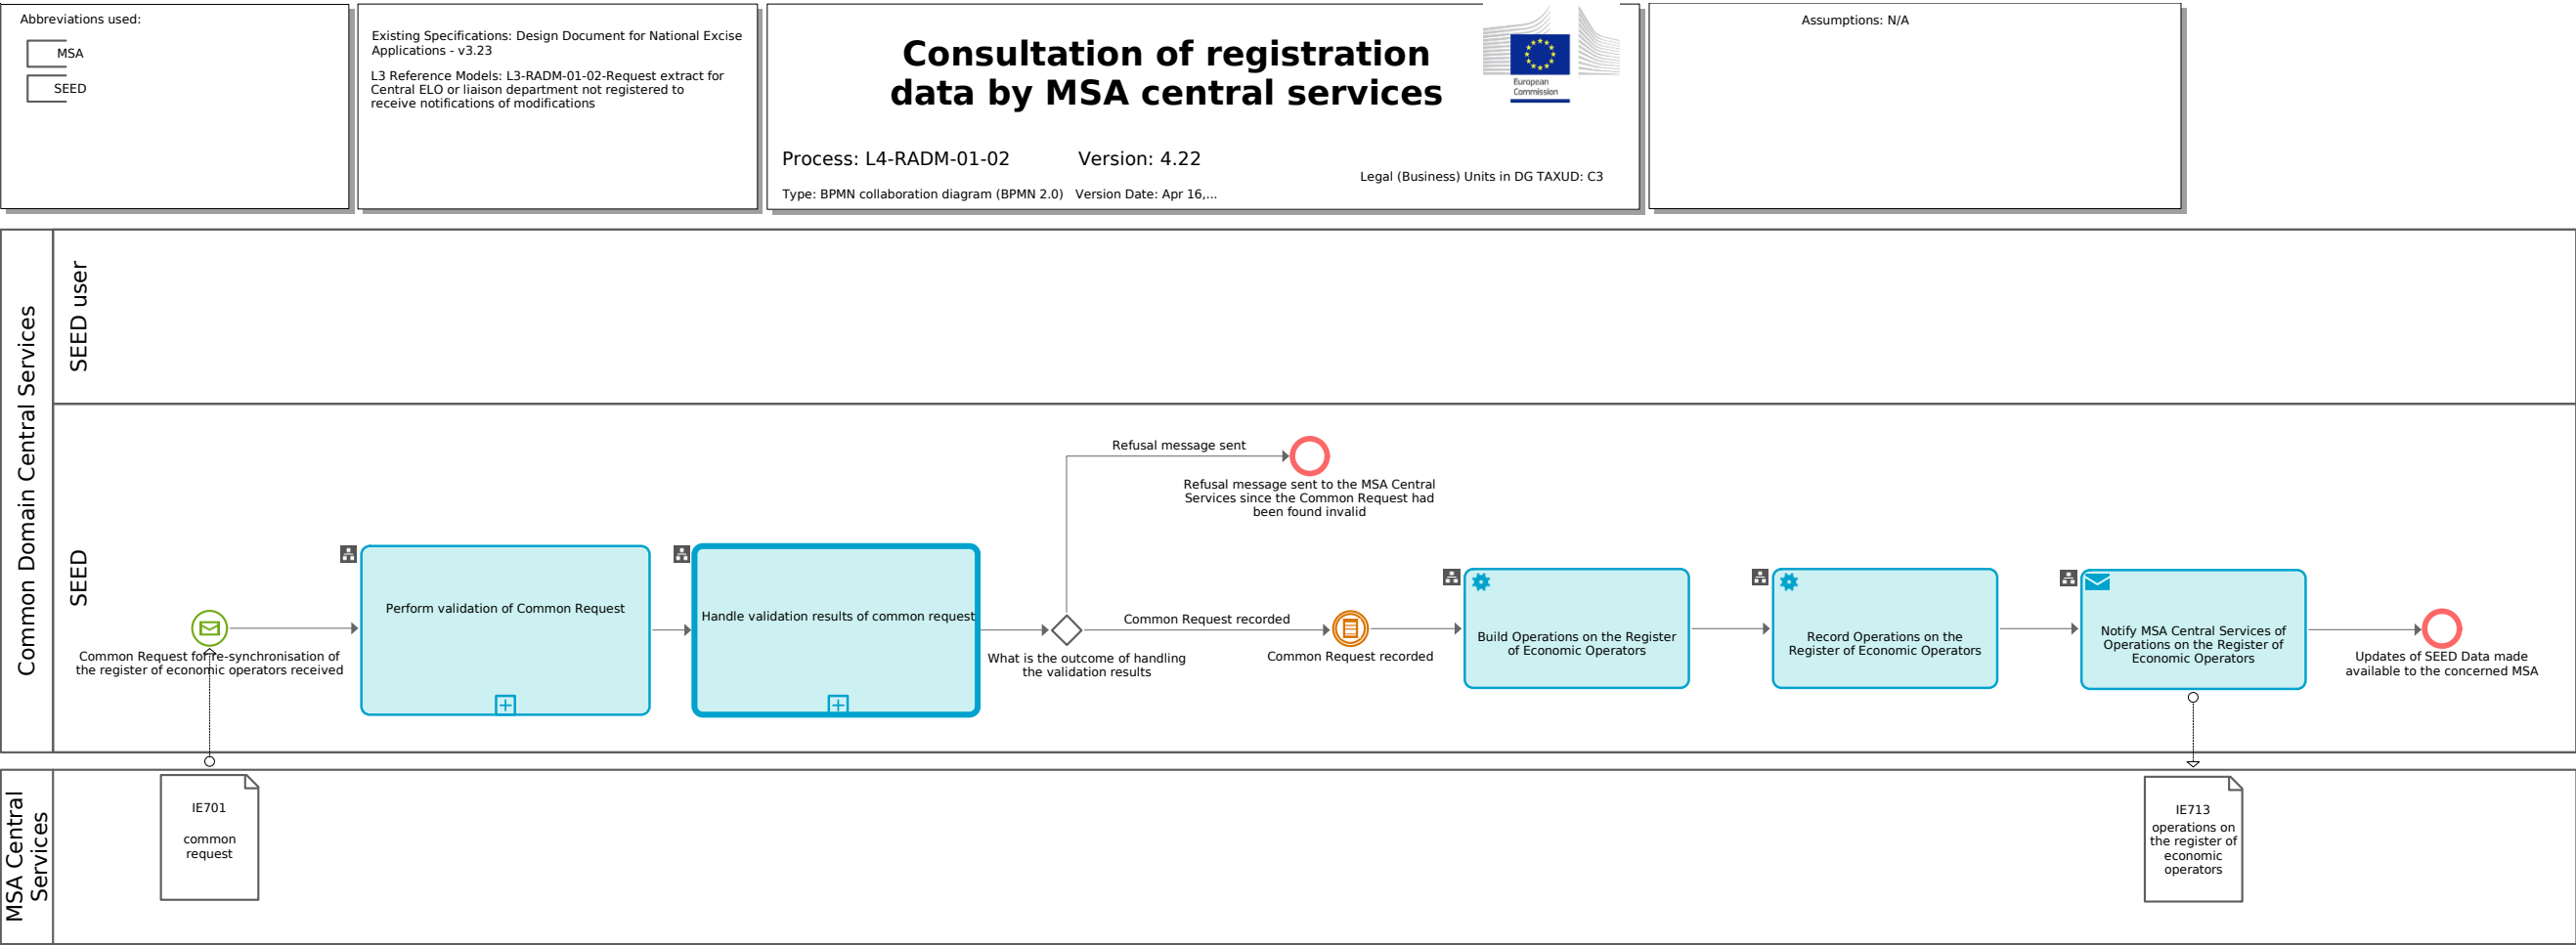 Abbreviations used:
MSA
SEED
Existing Specifications: Design Document for National Excise
Applications - v3.23
L3 Reference Models: L3-RADM-01-02-Request extract for
Central ELO or liaison department not registered to
receive notifications of modifications
Consultation of registration
data by MSA central services
European
Commission
Process: L4-RADM-01-02
Version: 4.22
Legal (Business) Units in DG TAXUD: C3
Type: BPMN collaboration diagram (BPMN 2.0)
Version Date: Apr 16,...
Assumptions: N/A
Common Domain Central Services
SEED user
SEED
Common Request for re-synchronisation of
the register of economic operators received
Perform validation of Common Request
Handle validation results of common request
What is the outcome of handling
the validation results
Refusal message sent
Refusal message sent to the MSA Central
Services since the Common Request had
been found invalid
Common Request recorded
Common Request recorded
Build Operations on the Register
of Economic Operators
Record Operations on the
Register of Economic Operators
Notify MSA Central Services of
Operations on the Register of
Economic Operators
Updates of SEED Data made
available to the concerned MSA
MSA Central
Services
IE701
common
request
IE713
operations on
the register of
economic
operators